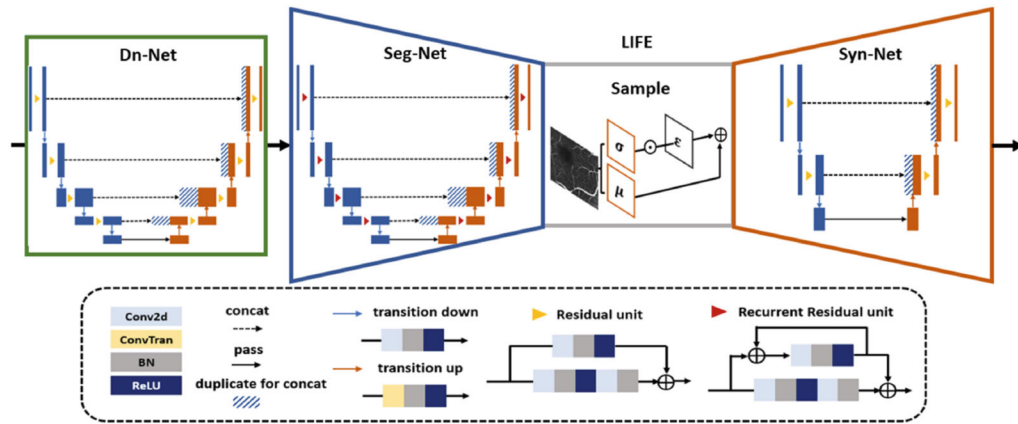 Dn-Net
Seg-Net
LIFE
Syn-Net
Sample
σ
ε
μ
Conv2d
ConvTran
BN
ReLU
concat
pass
duplicate for concat
transition down
transition up
Residual unit
Recurrent Residual unit